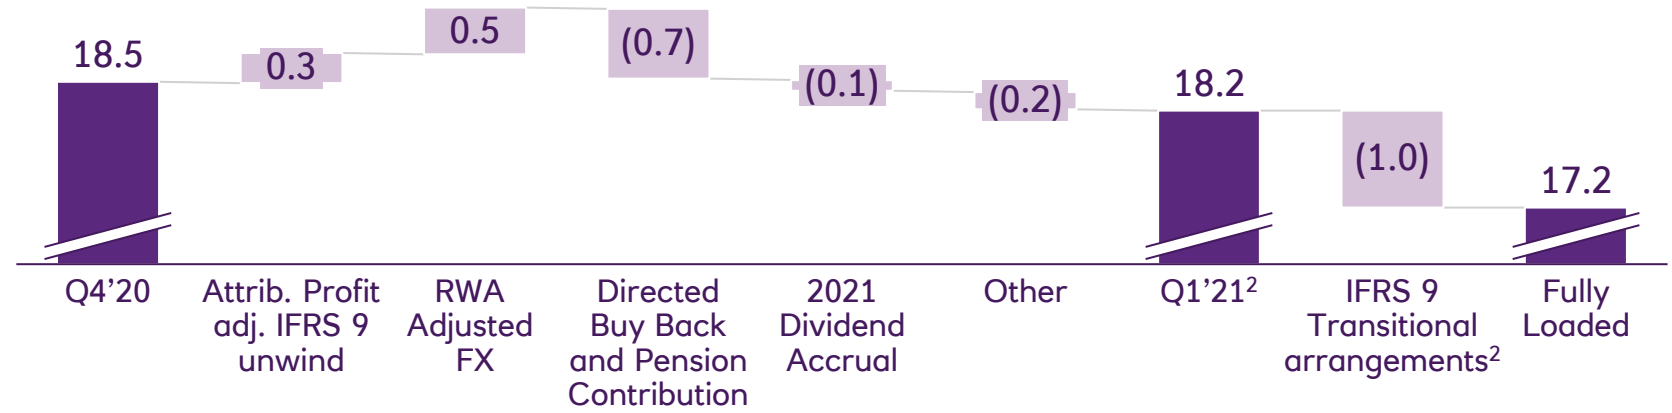 18.5
0.3
0.5
(0.7)
(0.1)
(0.2)
18.2
(1.0)
17.2
Q4’20
Attrib. Profit
adj. IFRS 9
unwind
RWA
Adjusted
FX
Directed
Buy Back
and Pension
Contribution
2021
Dividend
Accrual
Other
Q1’21²
IFRS 9
Transitional
arrangements²
Fully
Loaded